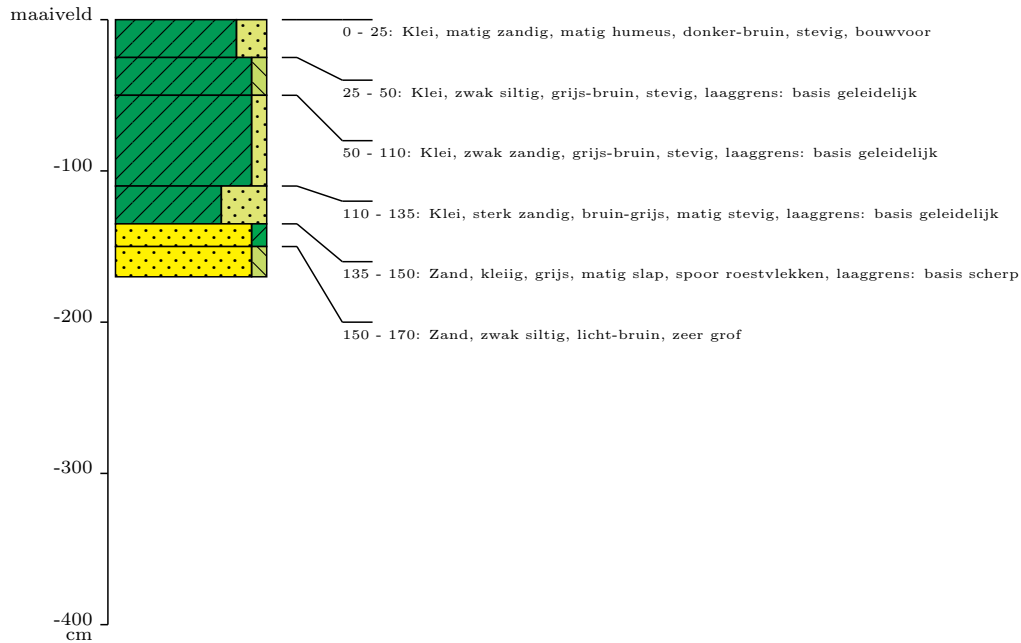 maaiveld
0 - 25: Klei, matig zandig, matig humeus, donker-bruin, stevig, bouwvoor
25 - 50: Klei, zwak siltig, grijs-bruin, stevig, laaggrens: basis geleidelijk
50 - 110: Klei, zwak zandig, grijs-bruin, stevig, laaggrens: basis geleidelijk
-100
110 - 135: Klei, sterk zandig, bruin-grijs, matig stevig, laaggrens: basis geleidelijk
135 - 150: Zand, kleiig, grijs, matig slap, spoor roestvlekken, laaggrens: basis scherp
-200
150 - 170: Zand, zwak siltig, licht-bruin, zeer grof
-300
-400
cm